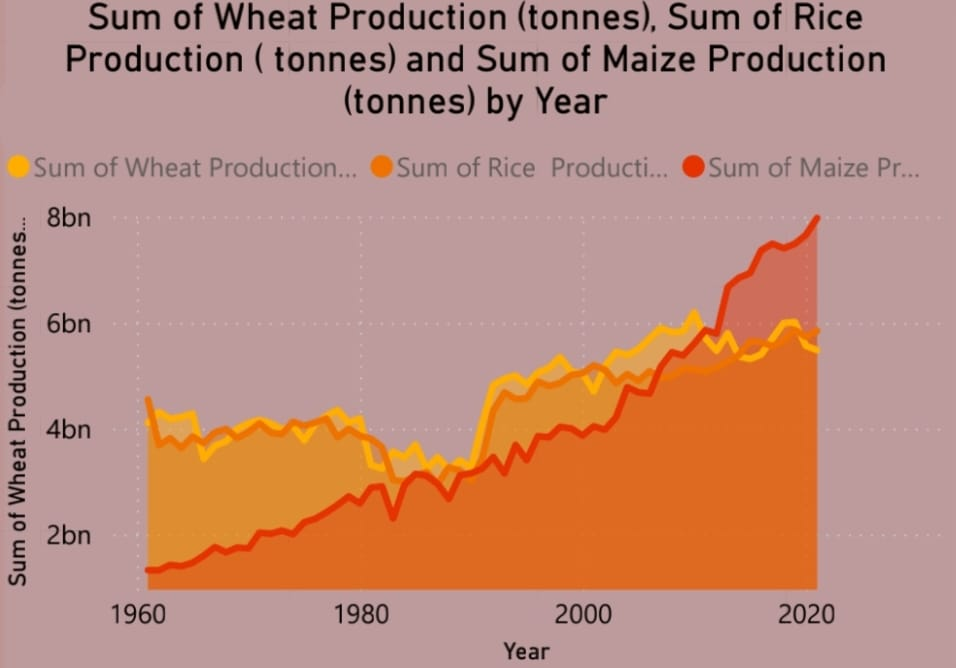 Sum of Wheat Production (tonnes), Sum of Rice
Production ( tonnes) and Sum of Maize Production
(tonnes) by Year
Sum of Wheat Production... Sum of Rice  Producti... Sum of Maize Pr...
Sum of Wheat Production (tonnes...
8bn
6bn
4bn
2bn
1960 1980 2000 2020
Year